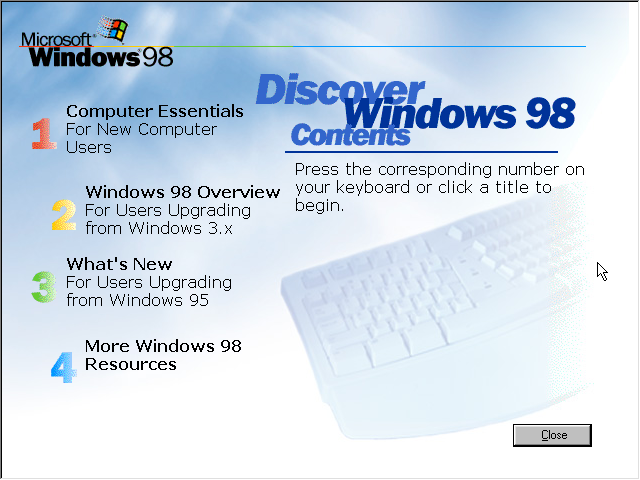 Microsoft
Windows 98
Discover
Windows 98
Contents
1
Computer Essentials
For New Computer
Users
2
Windows 98 Overview
For Users Upgrading
from Windows 3.x
3
What's New
For Users Upgrading
from Windows 95
4
More Windows 98
Resources
Press the corresponding number on
your keyboard or click a title to
begin.
Close